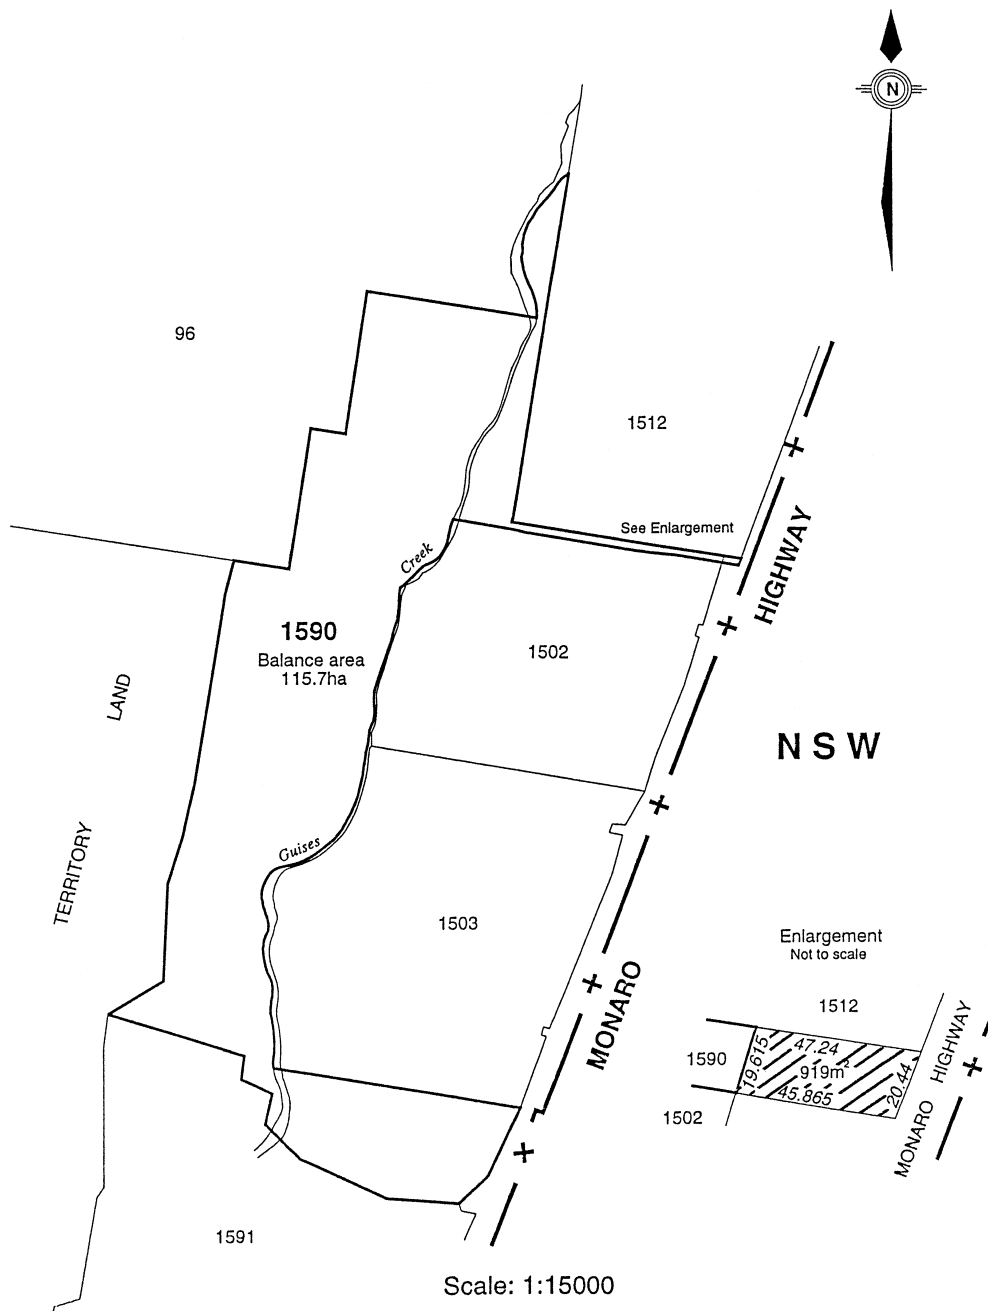 N
96
1512
See Enlargement
HIGHWAY
Creek
1590
Balance area
115.7ha
1502
LAND
N S W
TERRITORY
Guises
1503
MONARO
Enlargement
Not to scale
1512
1590
19.615
47.24
919m²
45.865
20.44
1502
MONARO HIGHWAY
1591
Scale: 1:15000